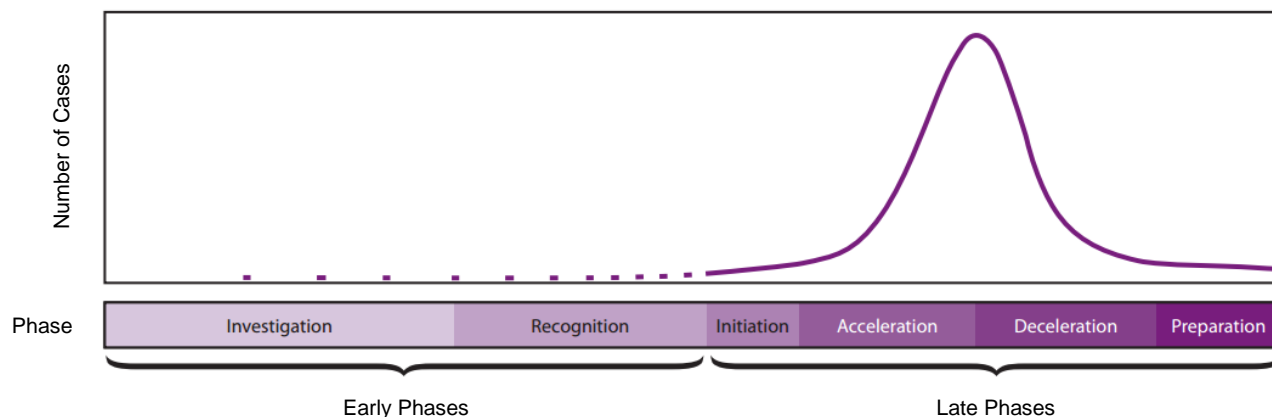 Number of Cases
Phase
Investigation
Recognition
Initiation
Acceleration
Deceleration
Preparation
Early Phases
Late Phases